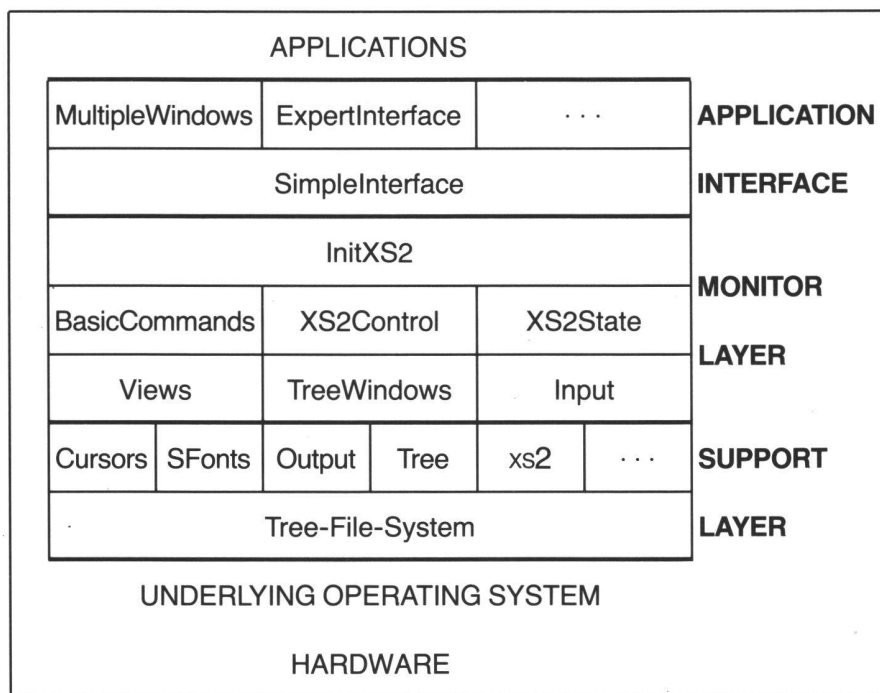 APPLICATIONS
MultipleWindows ExpertInterface ... APPLICATION
SimpleInterface INTERFACE
InitXS2
MONITOR
BasicCommands XS2Control XS2State
LAYER
Views TreeWindows Input
Cursors SFonts Output Tree xs2 ... SUPPORT
Tree-File-System LAYER
UNDERLYING OPERATING SYSTEM
HARDWARE